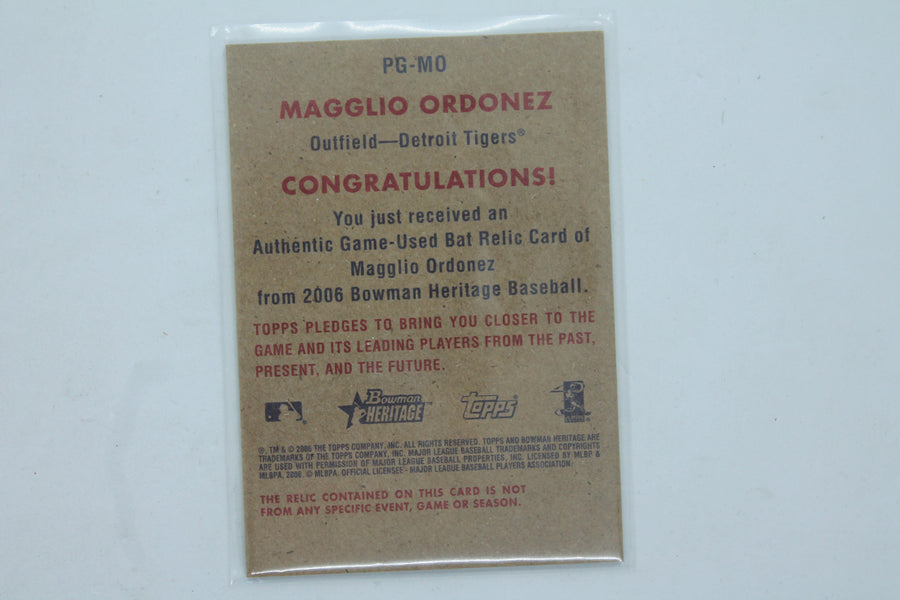 PG-MO
MAGGLIO ORDONEZ
Outfield—Detroit Tigers®
CONGRATULATIONS!
You just received an
Authentic Game-Used Bat Relic Card of
Magglio Ordonez
from 2006 Bowman Heritage Baseball.
TOPPS PLEDGES TO BRING YOU CLOSER TO THE
GAME AND ITS LEADING PLAYERS FROM THE PAST,
PRESENT, AND THE FUTURE.
Bowman
HERITAGE
topps
®, TM & © 2006 THE TOPPS COMPANY, INC. ALL RIGHTS RESERVED. TOPPS AND BOWMAN HERITAGE ARE
TRADEMARKS OF THE TOPPS COMPANY, INC. MAJOR LEAGUE BASEBALL TRADEMARKS AND COPYRIGHTS
ARE USED WITH PERMISSION OF MAJOR LEAGUE BASEBALL PROPERTIES, INC. LICENSED BY MLBP &
MLBPA, 2006. © MLBPA. OFFICIAL LICENSEE - MAJOR LEAGUE BASEBALL PLAYERS ASSOCIATION
THE RELIC CONTAINED ON THIS CARD IS NOT
FROM ANY SPECIFIC EVENT, GAME OR SEASON.